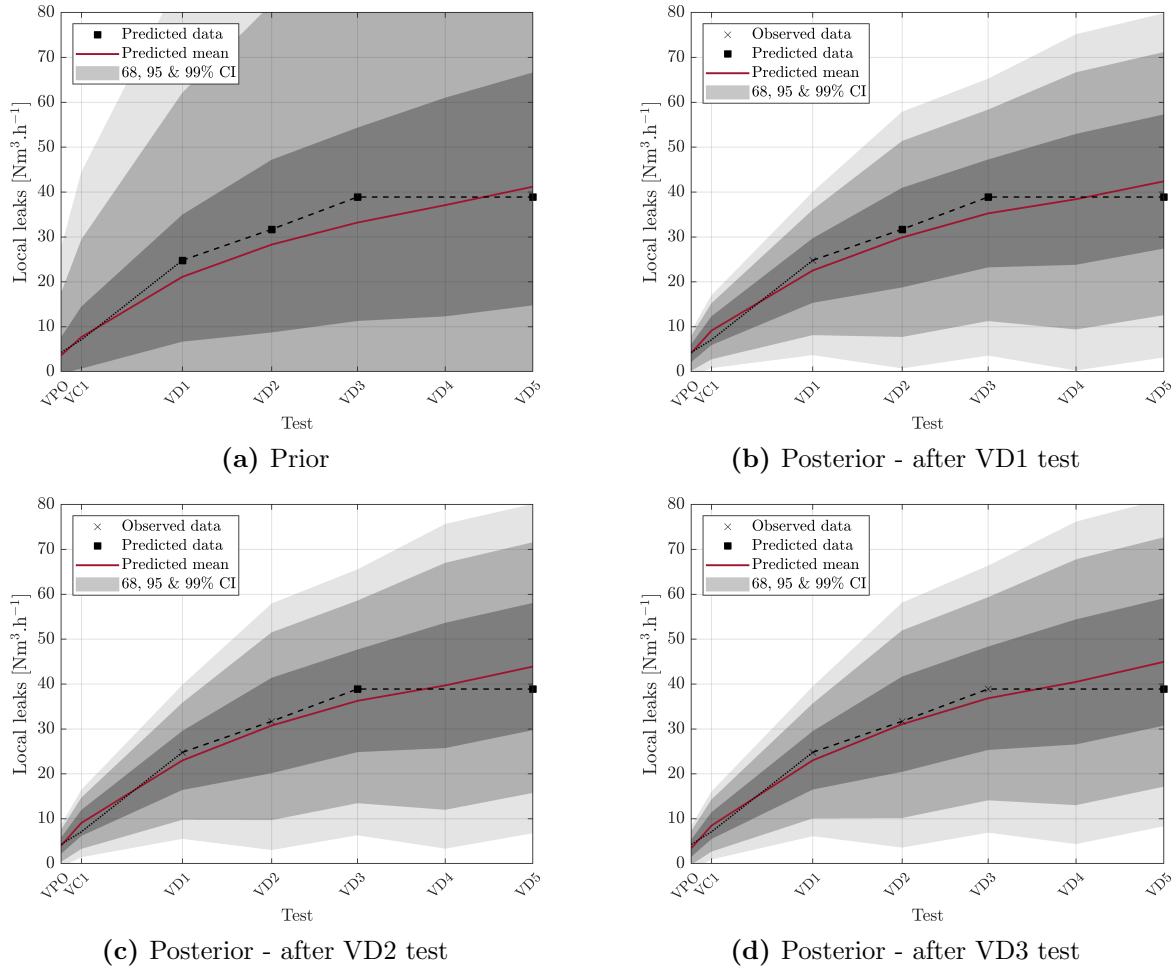 80
70
60
50
40
30
20
10
0
Local leaks [Nm³.h⁻¹]
Predicted data
Predicted mean
68, 95 & 99% CI
VPO
VC1
VD1
VD2
VD3
VD4
VD5
Test
(a) Prior
80
70
60
50
40
30
20
10
0
Local leaks [Nm³.h⁻¹]
Observed data
Predicted data
Predicted mean
68, 95 & 99% CI
VPO
VC1
VD1
VD2
VD3
VD4
VD5
Test
(b) Posterior - after VD1 test
80
70
60
50
40
30
20
10
0
Local leaks [Nm³.h⁻¹]
Observed data
Predicted data
Predicted mean
68, 95 & 99% CI
VPO
VC1
VD1
VD2
VD3
VD4
VD5
Test
(c) Posterior - after VD2 test
80
70
60
50
40
30
20
10
0
Local leaks [Nm³.h⁻¹]
Observed data
Predicted data
Predicted mean
68, 95 & 99% CI
VPO
VC1
VD1
VD2
VD3
VD4
VD5
Test
(d) Posterior - after VD3 test